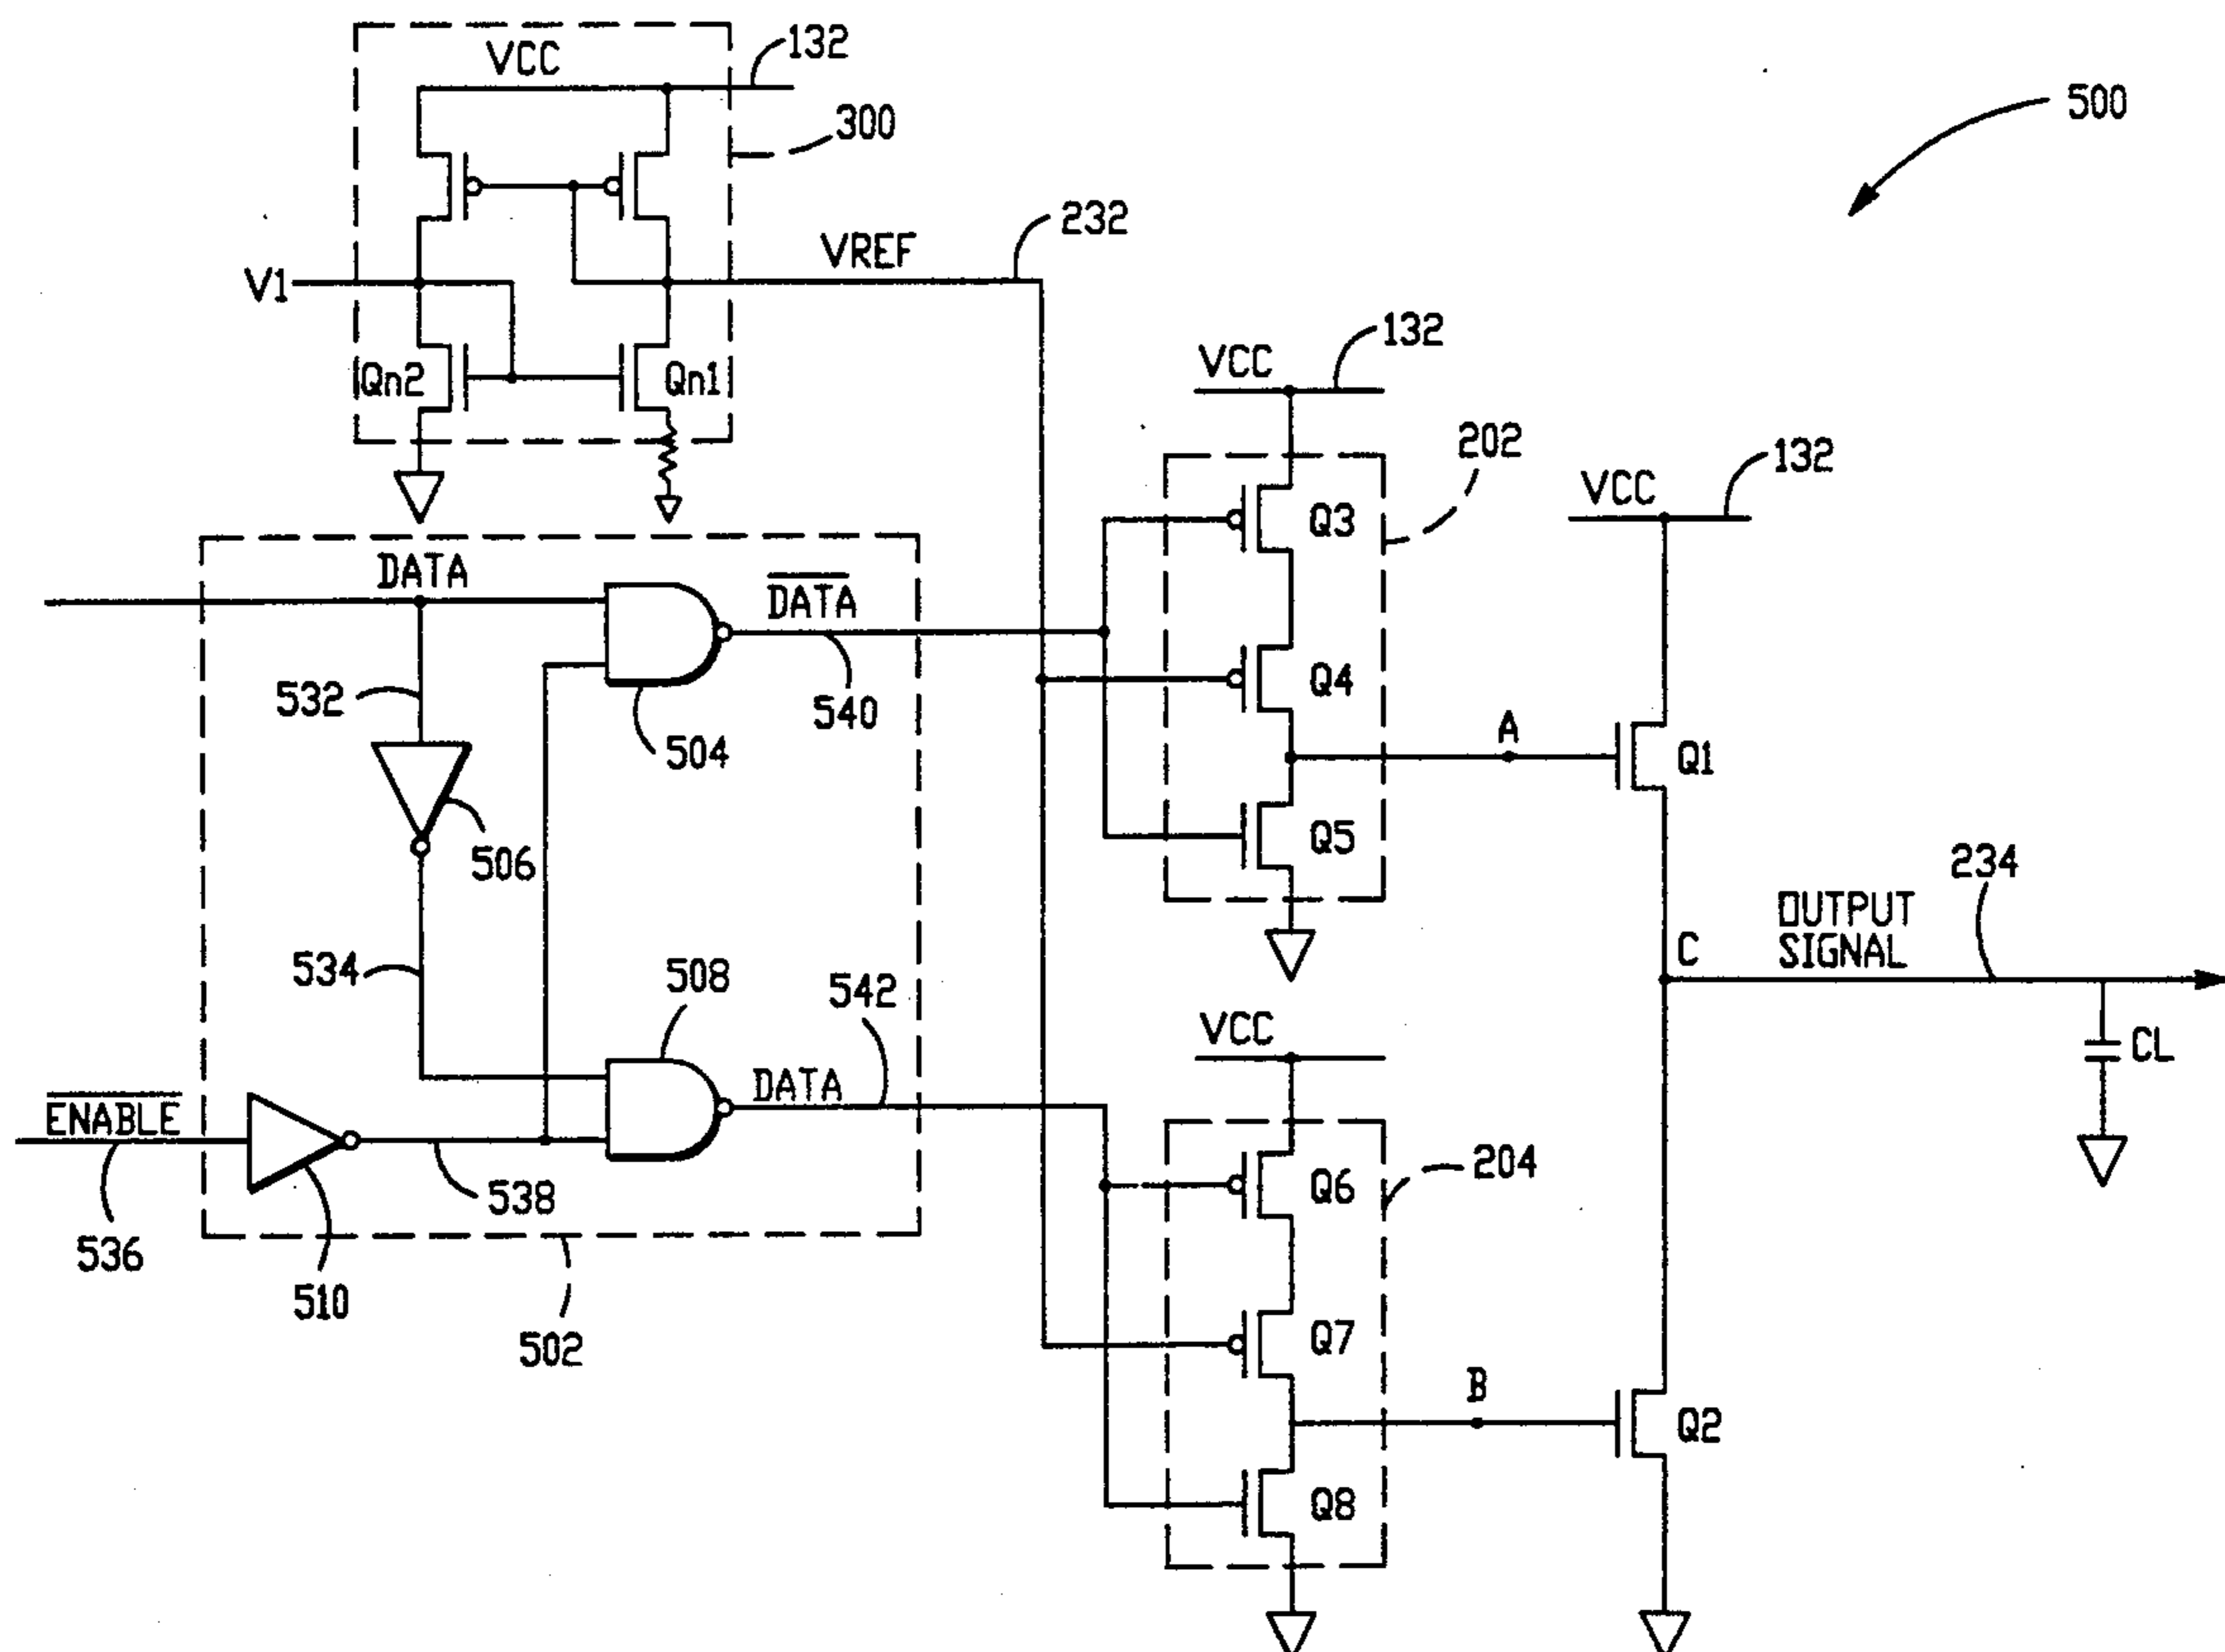 VCC
132
500
300
VREF
232
V1
Qn2
Qn1
VCC
132
202
VCC
132
Q3
DATA
DATA
532
540
504
Q4
A
Q1
506
Q5
234
OUTPUT
SIGNAL
C
534
508
542
VCC
CL
ENABLE
DATA
Q6
204
536
538
510
502
Q7
B
Q2
Q8